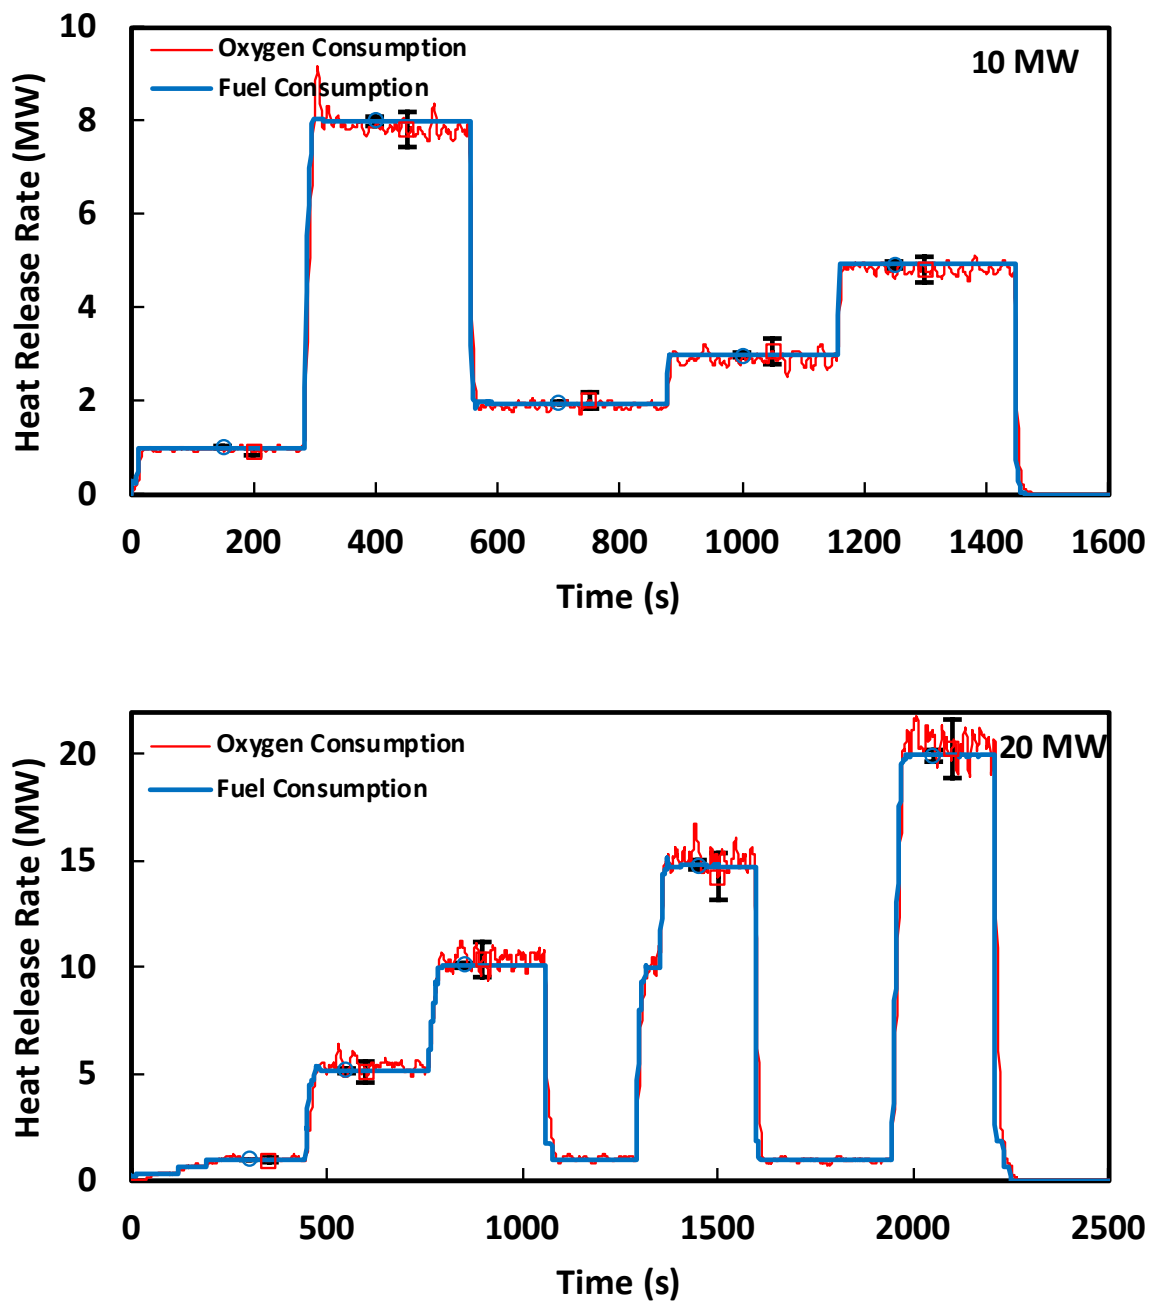 10
Oxygen Consumption
10 MW
Fuel Consumption
8
6
4
2
0
Heat Release Rate (MW)
0 200 400 600 800 1000 1200 1400 1600
Time (s)
Oxygen Consumption
20 MW
20
Fuel Consumption
15
10
5
0
Heat Release Rate (MW)
0 500 1000 1500 2000 2500
Time (s)